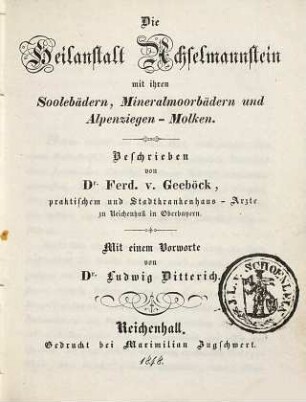 Die
Heilanstalt Achselmannstein
mit ihren
Soolebädern, Mineralmoorbädern und
Alpenziegen-Molken.
Beschrieben
von
Dr. Ferd. v. Geeböck,
praktischem und Stadtkrankenhaus-Arzte
zu Reichenhall in Oberbayern.
Mit einem Vorworte
von
Dr. Ludwig Ditterich.
Reichenhall.
Gedruckt bei Maximilian Zugschwert.
1848.